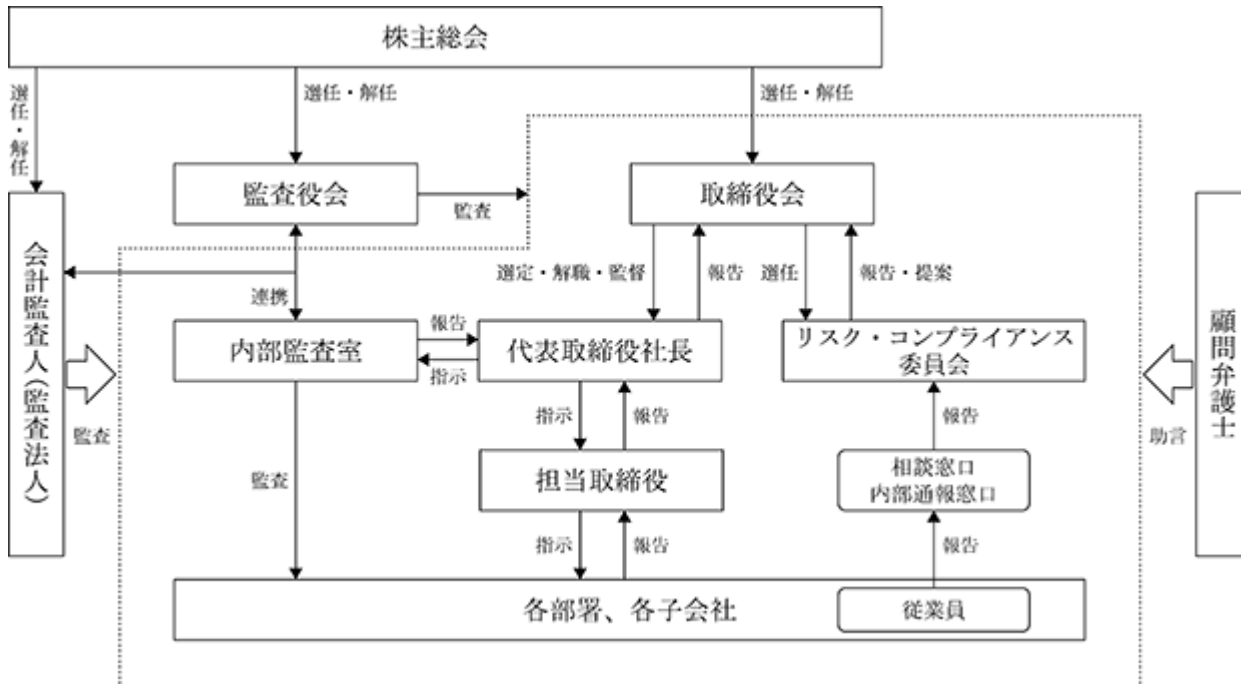 株主総会
選任・解任
選任・解任
選任・解任
監査役会
監査
取締役会
会計監査人(監査法人)
連携
選定・解職・監督
報告
選任
報告・提案
顧問弁護士
内部監査室
報告
指示
代表取締役社長
リスク・コンプライアンス
委員会
監査
指示
報告
報告
助言
監査
担当取締役
相談窓口
内部通報窓口
指示
報告
報告
各部署、各子会社
従業員